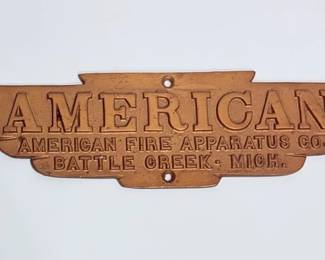 AMERICAN
AMERICAN FIRE APPARATUS CO.
BATTLE CREEK, MICH.